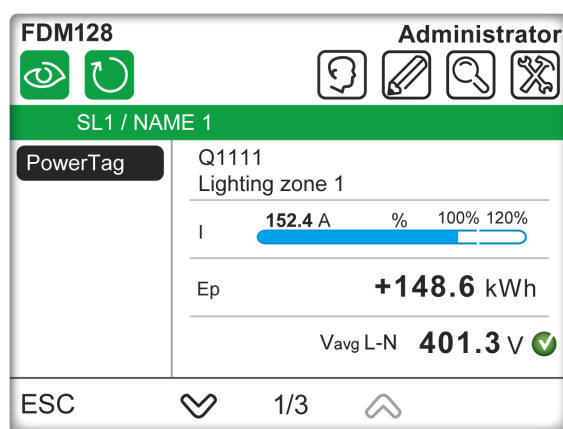 FDM128 Administrator
SL1 / NAME 1
PowerTag
Q1111
Lighting zone 1
I 152.4 A % 100% 120%
Ep +148.6 kWh
Vavg L-N 401.3 V
ESC 1/3